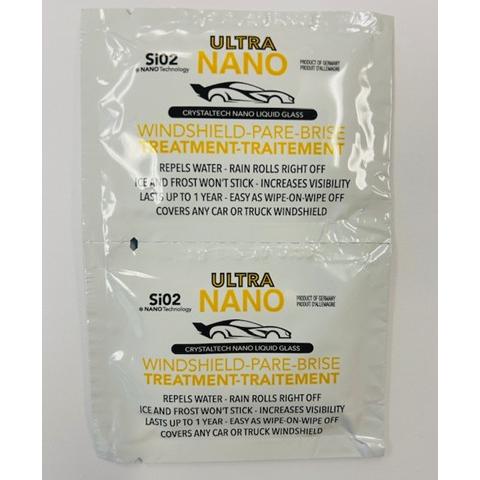 ULTRA
NANO
SiO2
NANO Technology
PRODUCT OF GERMANY
PRODUIT D'ALLEMAGNE
CRYSTALTECH NANO LIQUID GLASS
WINDSHIELD-PARE-BRISE
TREATMENT-TRAITEMENT
REPELS WATER - RAIN ROLLS RIGHT OFF
ICE AND FROST WON'T STICK - INCREASES VISIBILITY
LASTS UP TO 1 YEAR - EASY AS WIPE-ON-WIPE OFF
COVERS ANY CAR OR TRUCK WINDSHIELD
ULTRA
NANO
SiO2
NANO Technology
PRODUCT OF GERMANY
PRODUIT D'ALLEMAGNE
CRYSTALTECH NANO LIQUID GLASS
WINDSHIELD-PARE-BRISE
TREATMENT-TRAITEMENT
REPELS WATER - RAIN ROLLS RIGHT OFF
ICE AND FROST WON'T STICK - INCREASES VISIBILITY
LASTS UP TO 1 YEAR - EASY AS WIPE-ON-WIPE OFF
COVERS ANY CAR OR TRUCK WINDSHIELD